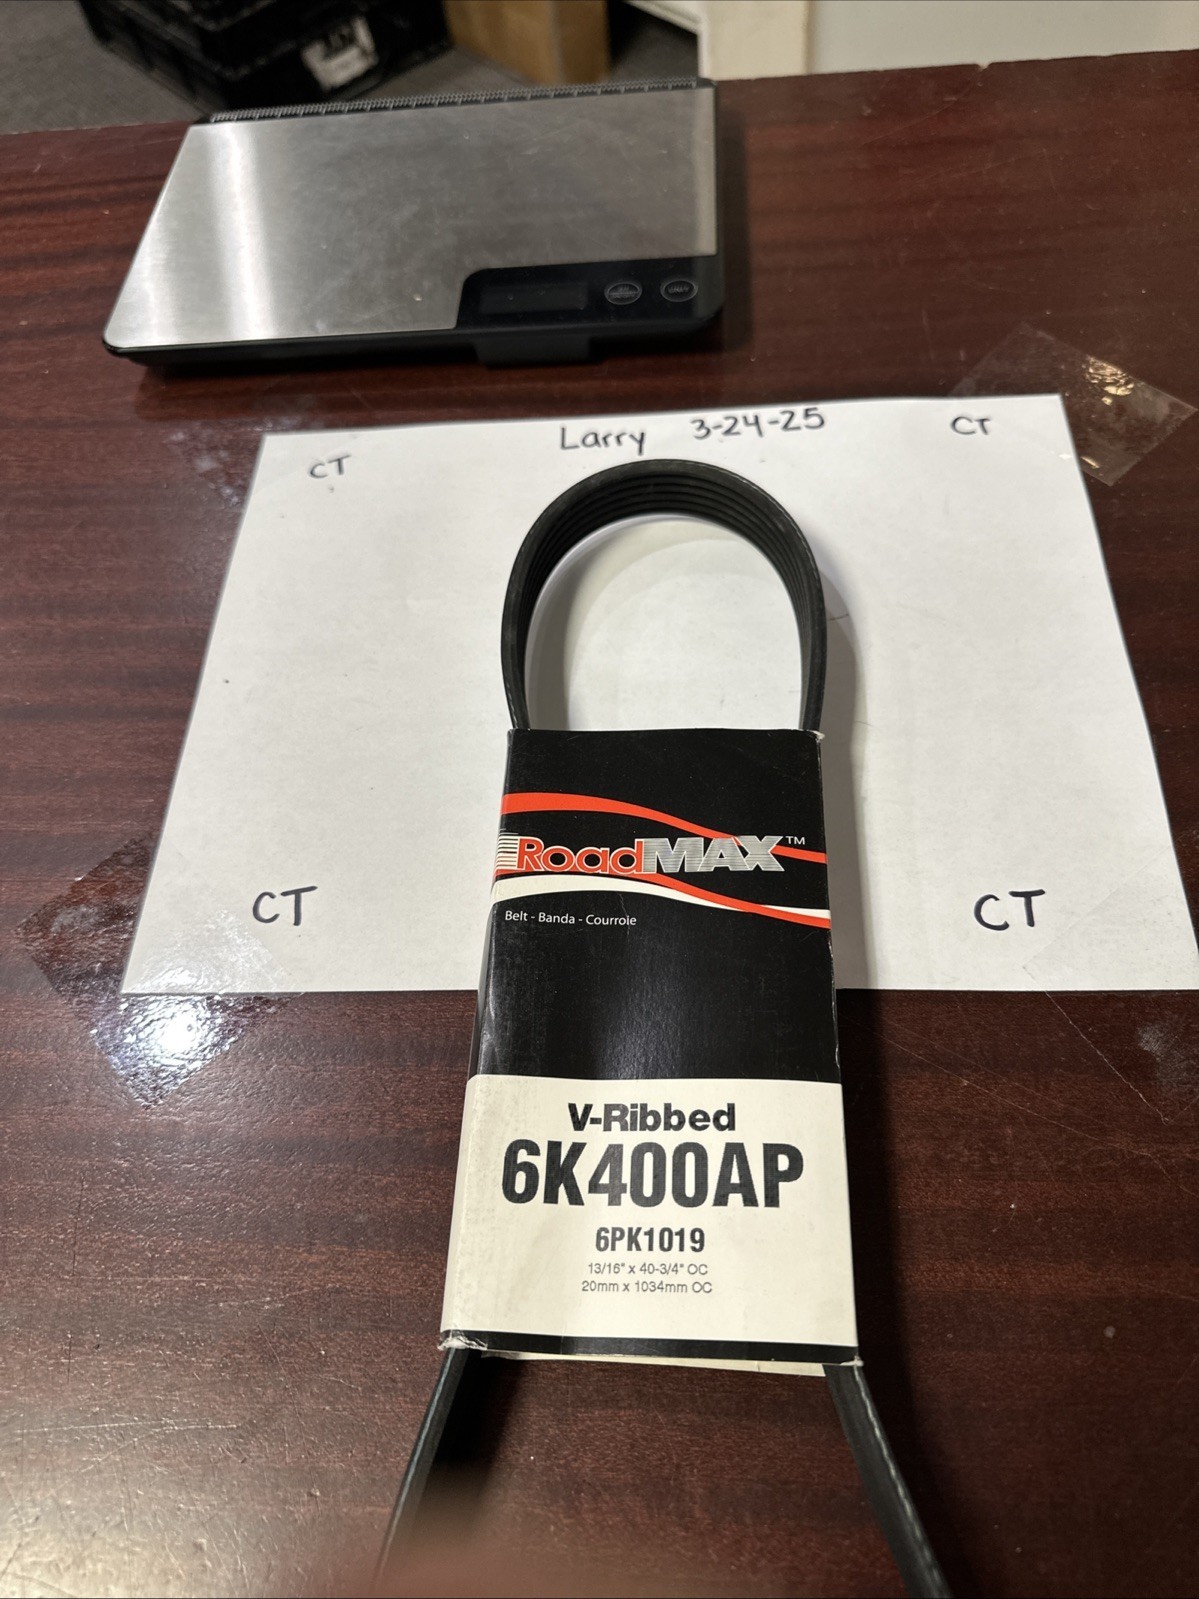 Larry 3-24-25
CT
CT
RoadMAX™
Belt - Banda - Courroie
CT
CT
V-Ribbed
6K400AP
6PK1019
13/16" x 40-3/4" OC
20mm x 1034mm OC